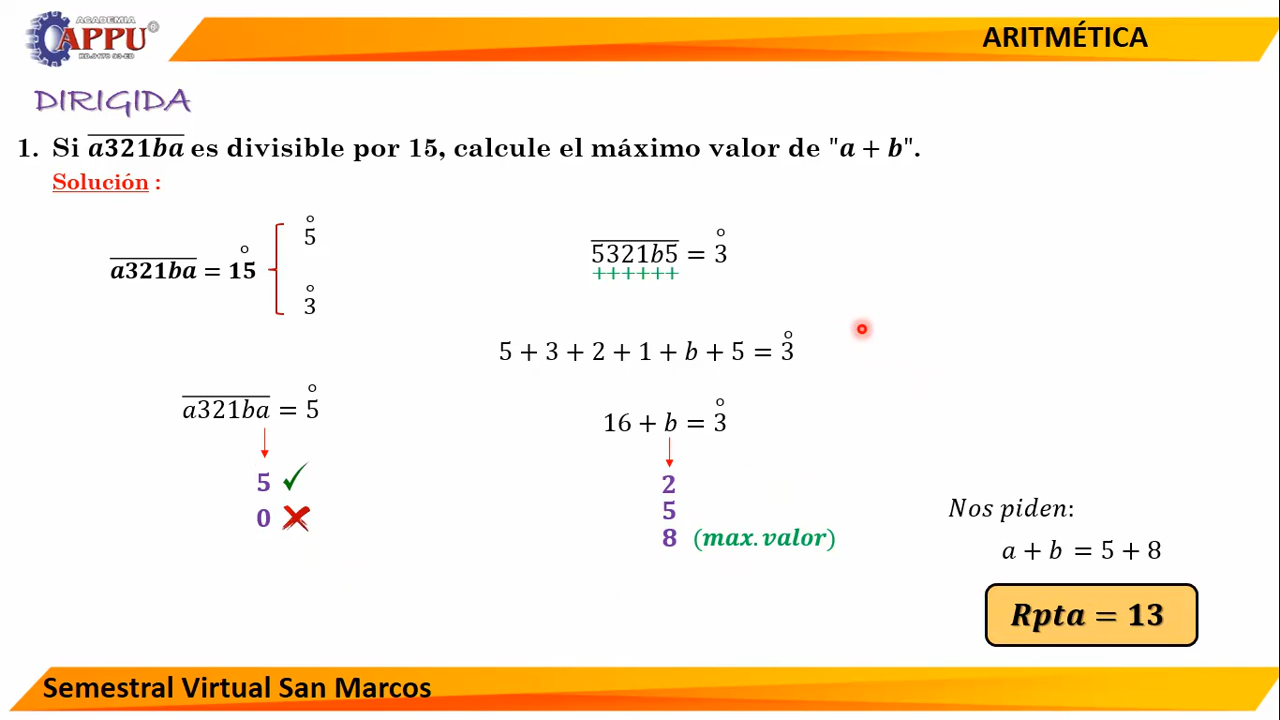 ACADEMIA
APPU®
ARITMÉTICA
DIRIGIDA
1. Si a321ba es divisible por 15, calcule el máximo valor de "a + b".
Solución :
a321ba = 15°
5°
3°
a321ba = 5°
5 ✓
0 ✗
5321b5 = 3°
++++++
5 + 3 + 2 + 1 + b + 5 = 3°
16 + b = 3°
2
5
8 (max. valor)
Nos piden:
a + b = 5 + 8
Rpta = 13
Semestral Virtual San Marcos